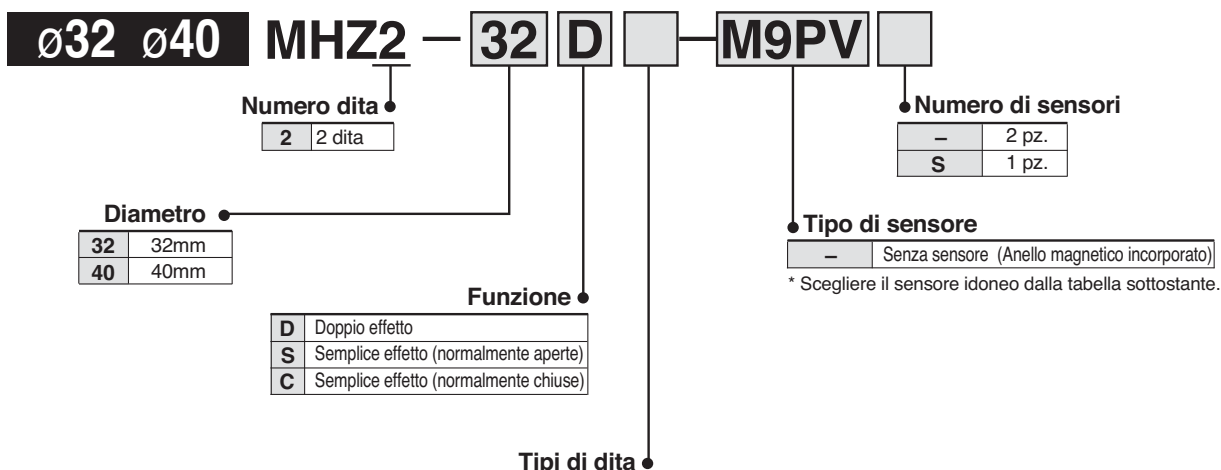 ø32 ø40 MHZ2 — 32 D — M9PV
Numero dita
2 2 dita
Numero di sensori
– 2 pz.
S 1 pz.
Diametro
32 32mm
40 40mm
Tipo di sensore
– Senza sensore (Anello magnetico incorporato)
* Scegliere il sensore idoneo dalla tabella sottostante.
Funzione
D Doppio effetto
S Semplice effetto (normalmente aperte)
C Semplice effetto (normalmente chiuse)
Tipi di dita